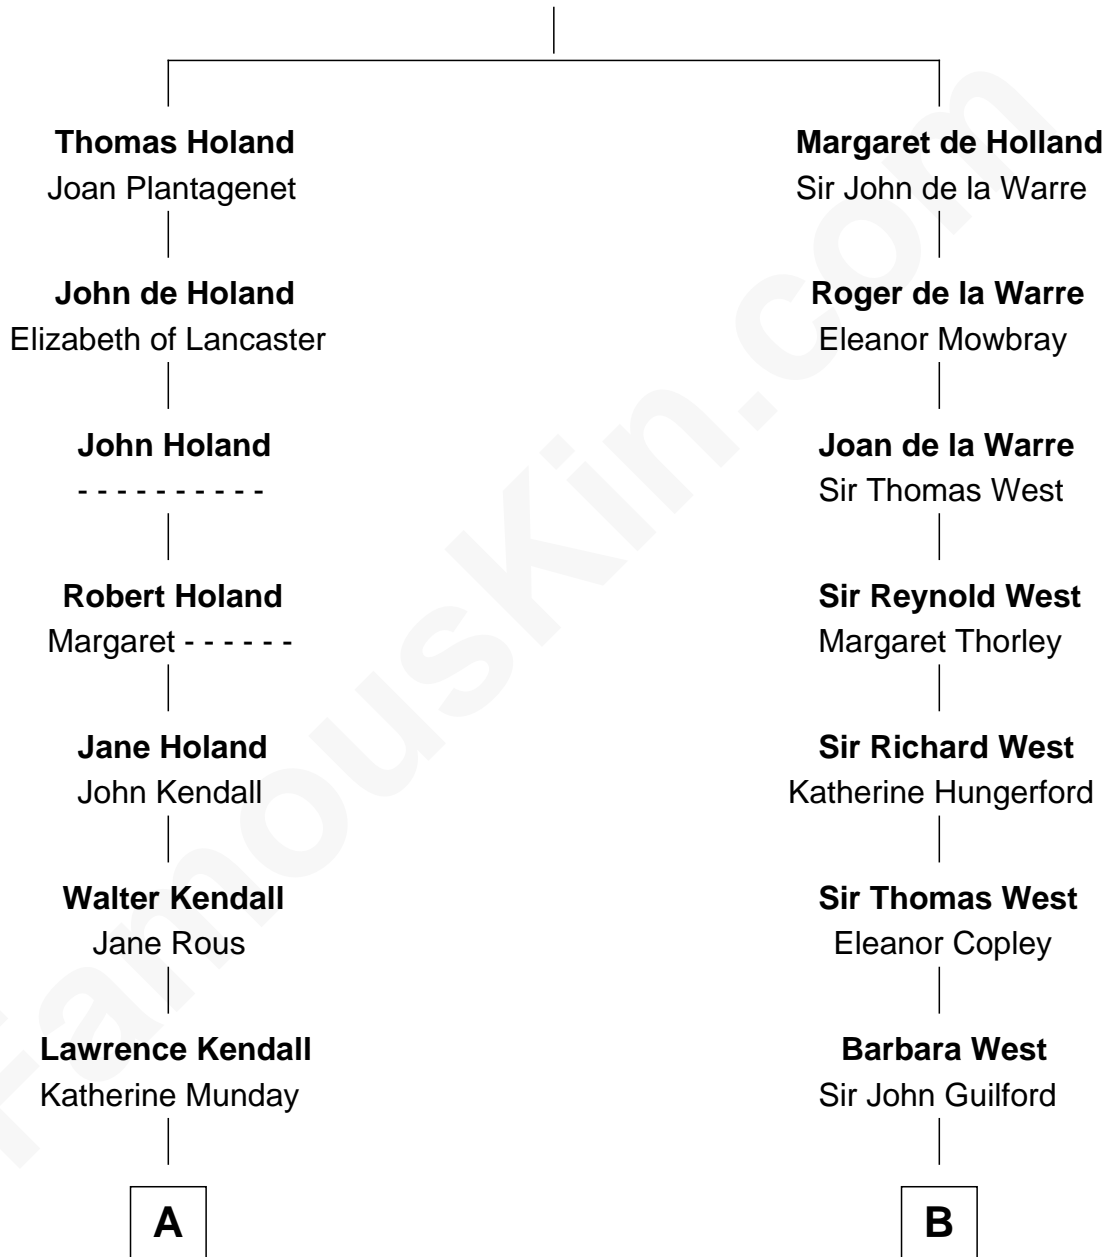 Thomas Holand
Joan Plantagenet
John de Holand
Elizabeth of Lancaster
John Holand
- - - - - - - - - -
Robert Holand
Margaret - - - - - -
Jane Holand
John Kendall
Walter Kendall
Jane Rous
Lawrence Kendall
Katherine Munday
A
Margaret de Holland
Sir John de la Warre
Roger de la Warre
Eleanor Mowbray
Joan de la Warre
Sir Thomas West
Sir Reynold West
Margaret Thorley
Sir Richard West
Katherine Hungerford
Sir Thomas West
Eleanor Copley
Barbara West
Sir John Guilford
B
FamousKin.com